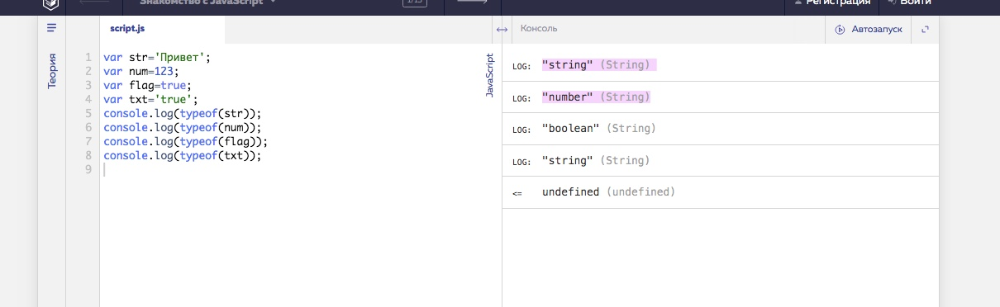 Знакомство с JavaScript
1/15
Регистрация
Войти
script.js
Консоль
Автозапуск
Теория
JavaScript
1 var str='Привет';
2 var num=123;
3 var flag=true;
4 var txt='true';
5 console.log(typeof(str));
6 console.log(typeof(num));
7 console.log(typeof(flag));
8 console.log(typeof(txt));
9
LOG: "string" (String)
LOG: "number" (String)
LOG: "boolean" (String)
LOG: "string" (String)
<= undefined (undefined)